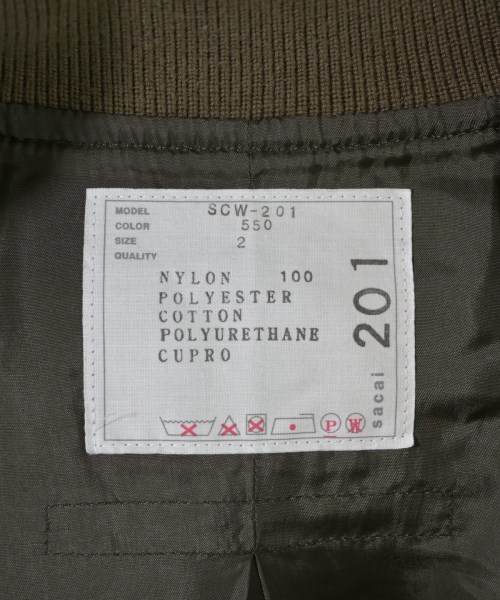 MODEL SCW-201
COLOR 550
SIZE 2
QUALITY
NYLON 100
POLYESTER
COTTON
POLYURETHANE
CUPRO
P W
sacai 201